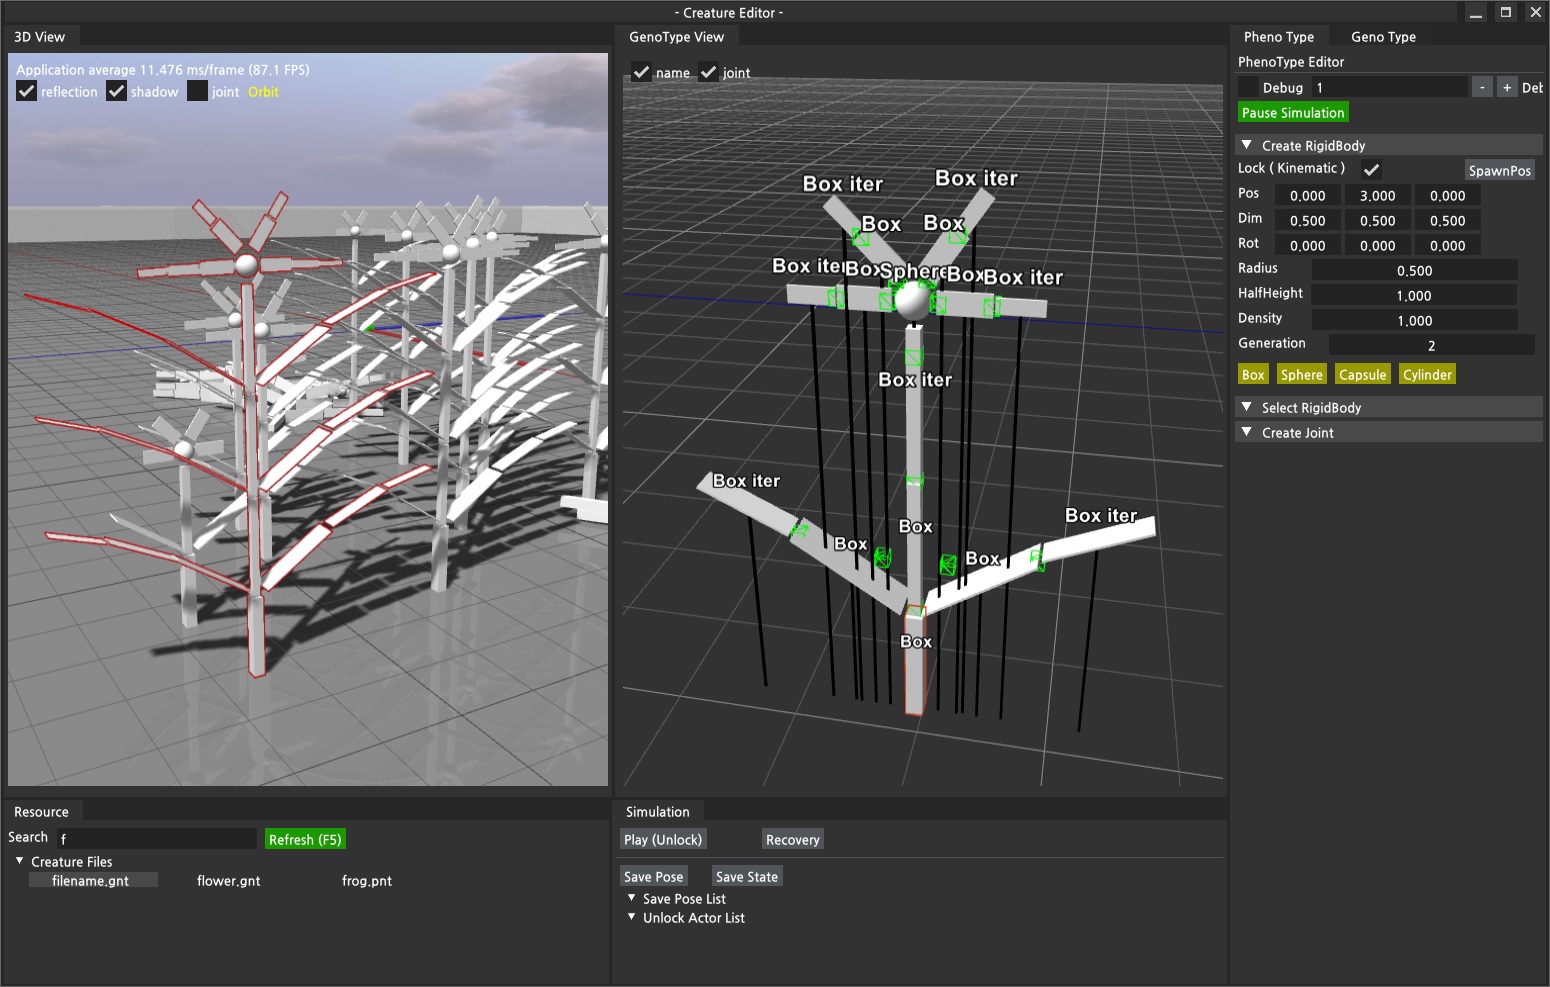 - Creature Editor -
3D View
Application average 11.476 ms/frame (87.1 FPS)
reflection shadow joint Orbit
GenoType View
name joint
Box iter Box iter
Box Box
Box iter Box Sphere Box Box iter
Box iter
Box iter
Box iter
Box
Box
Box
Box
Pheno Type Geno Type
PhenoType Editor
Debug 1 - +
Pause Simulation
Create RigidBody
Lock ( Kinematic ) SpawnPos
Pos 0.000 3.000 0.000
Dim 0.500 0.500 0.500
Rot 0.000 0.000 0.000
Radius 0.500
HalfHeight 1.000
Density 1.000
Generation 2
Box Sphere Capsule Cylinder
Select RigidBody
Create Joint
Resource
Search f Refresh (F5)
Creature Files
filename.gnt flower.gnt frog.pnt
Simulation
Play (Unlock) Recovery
Save Pose Save State
Save Pose List
Unlock Actor List